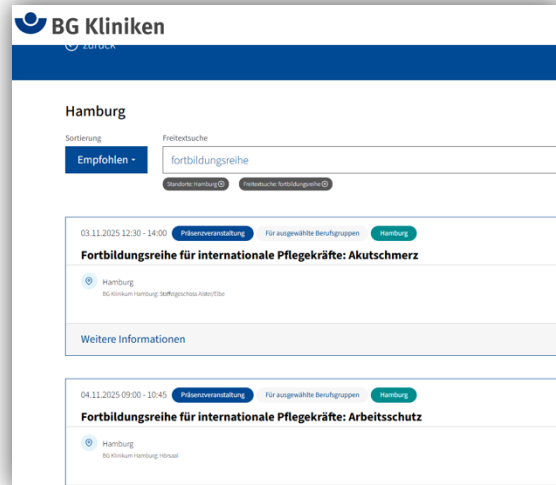 BG Kliniken
zurück
Hamburg
Sortierung
Freitextsuche
Empfohlen
fortbildungsreihe
Standorte: Hamburg
Freitextsuche: fortbildungsreihe
03.11.2025 12:30 - 14:00 Präsenzveranstaltung Für ausgewählte Berufsgruppen Hamburg
Fortbildungsreihe für internationale Pflegekräfte: Akutschmerz
Hamburg
BG Klinikum Hamburg: Staffelgeschoss Alster/Elbe
Weitere Informationen
04.11.2025 09:00 - 10:45 Präsenzveranstaltung Für ausgewählte Berufsgruppen Hamburg
Fortbildungsreihe für internationale Pflegekräfte: Arbeitsschutz
Hamburg
BG Klinikum Hamburg: Hörsaal